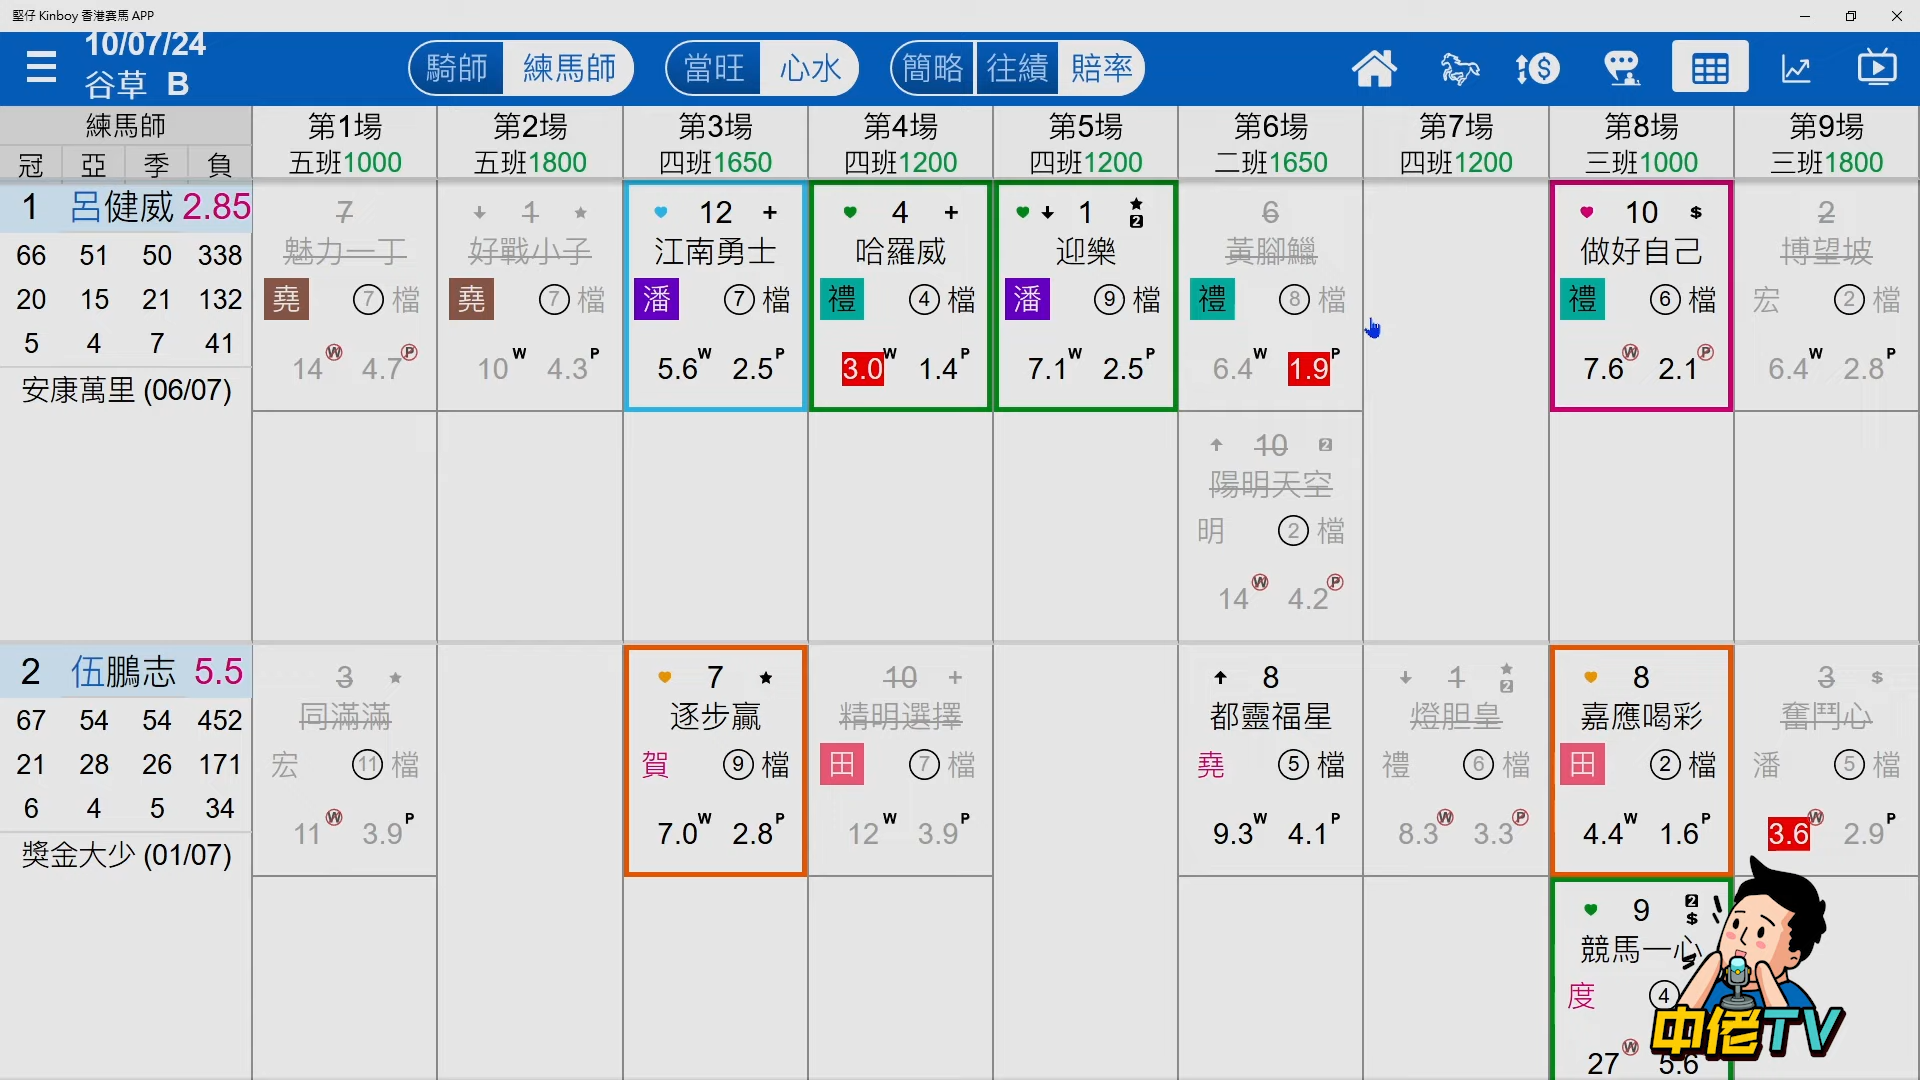 堅仔 Kinboy 香港賽馬 APP
10/07/24
谷草 B
騎師 練馬師
當旺 心水
簡略 往績 賠率
練馬師
冠 亞 季 負
第1場
五班1000
第2場
五班1800
第3場
四班1650
第4場
四班1200
第5場
四班1200
第6場
二班1650
第7場
四班1200
第8場
三班1000
第9場
三班1800
1 呂健威 2.85
66 51 50 338
20 15 21 132
5 4 7 41
安康萬里 (06/07)
7
魅力一丁
堯 7 檔
14 W 4.7 P
1
好戰小子
堯 7 檔
10 W 4.3 P
12 +
江南勇士
潘 7 檔
5.6 W 2.5 P
4 +
哈羅威
禮 4 檔
3.0 W 1.4 P
1 2
迎樂
潘 9 檔
7.1 W 2.5 P
6
黃腳鱲
禮 8 檔
6.4 W 1.9 P
10 $
做好自己
禮 6 檔
7.6 W 2.1 P
2
博望坡
宏 2 檔
6.4 W 2.8 P
10 2
陽明天空
明 2 檔
14 W 4.2 P
2 伍鵬志 5.5
67 54 54 452
21 28 26 171
6 4 5 34
獎金大少 (01/07)
3
同滿滿
宏 11 檔
11 W 3.9 P
7
逐步贏
賀 9 檔
7.0 W 2.8 P
10 +
精明選擇
田 7 檔
12 W 3.9 P
8
都靈福星
堯 5 檔
9.3 W 4.1 P
1 2
燈胆皇
禮 6 檔
8.3 W 3.3 P
8
嘉應喝彩
田 2 檔
4.4 W 1.6 P
3 $
奮鬥心
潘 5 檔
3.6 W 2.9 P
9 2 $
競馬一心
度 4
27 W 5.6
中佬TV